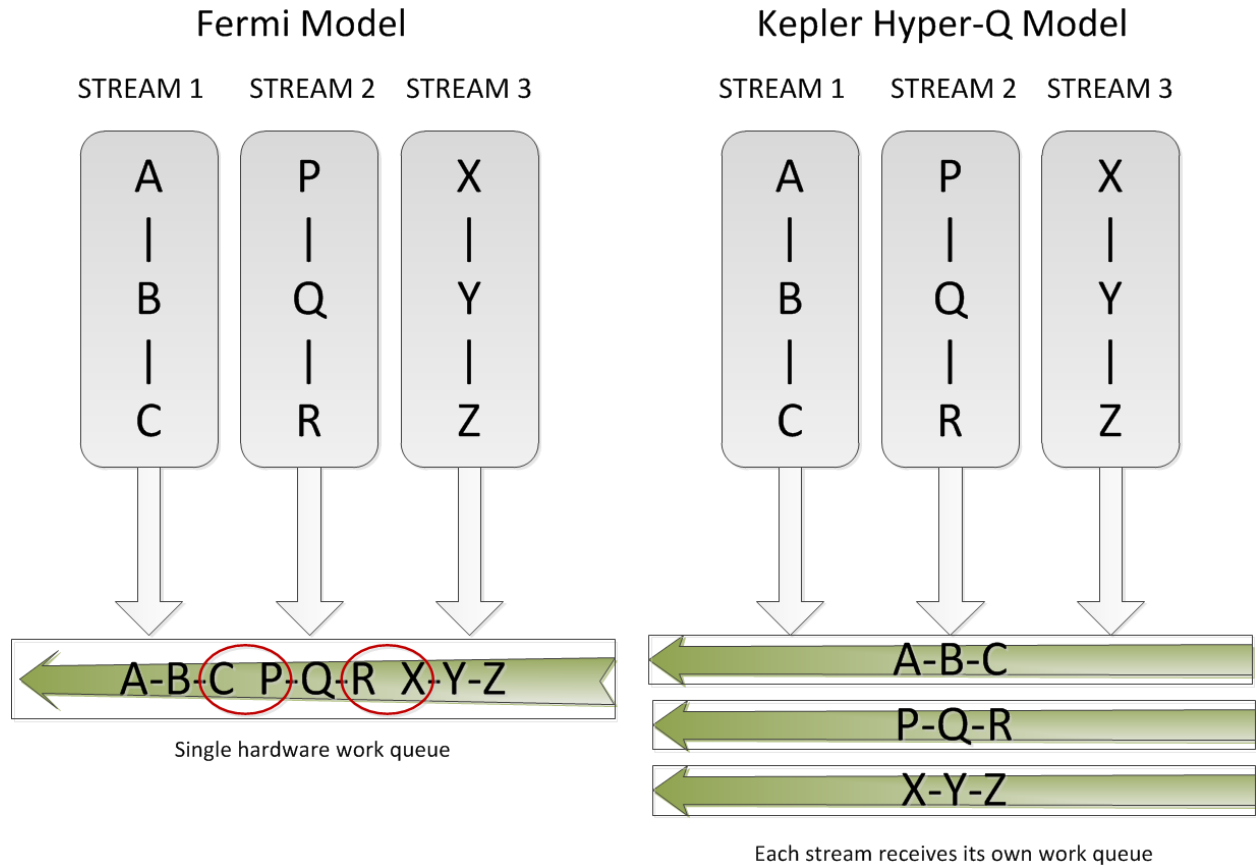 Fermi Model
STREAM 1 STREAM 2 STREAM 3
A P X
| | |
B Q Y
| | |
C R Z
A-B-C P-Q-R X-Y-Z
Single hardware work queue
Kepler Hyper-Q Model
STREAM 1 STREAM 2 STREAM 3
A P X
| | |
B Q Y
| | |
C R Z
A-B-C
P-Q-R
X-Y-Z
Each stream receives its own work queue